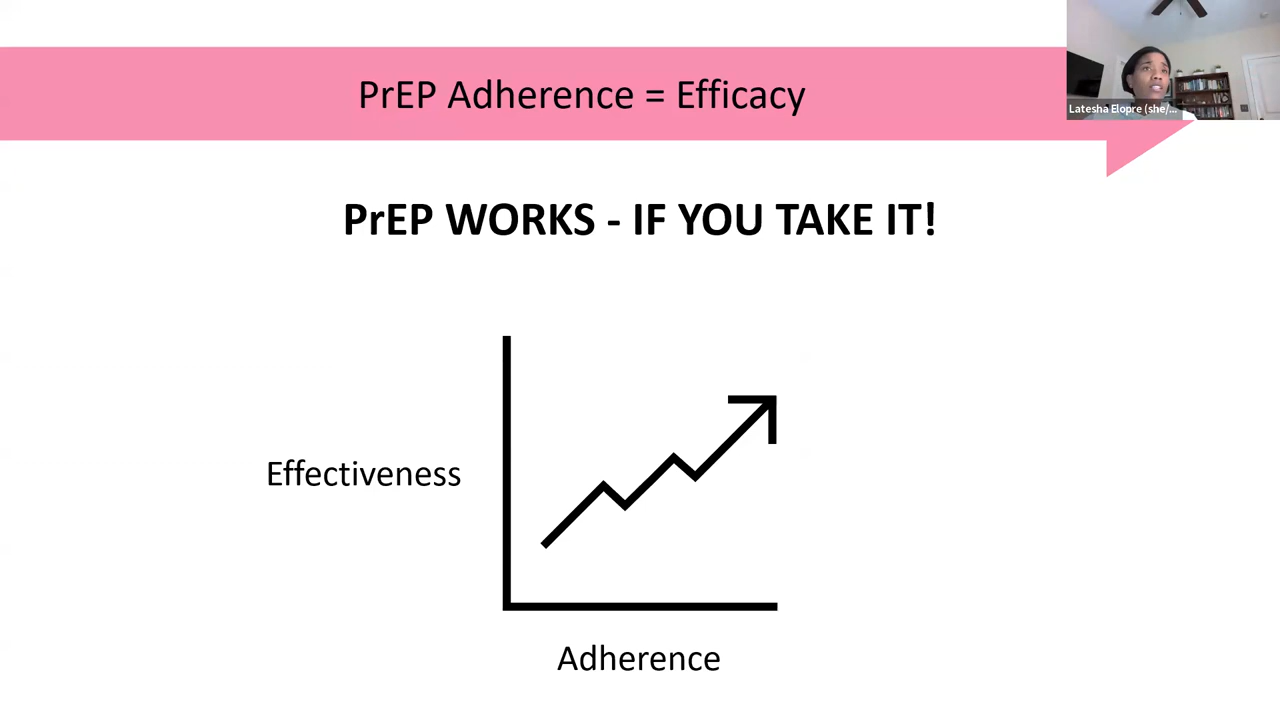 PrEP Adherence = Efficacy
Latesha Elopre (she/...
PrEP WORKS - IF YOU TAKE IT!
Effectiveness
Adherence